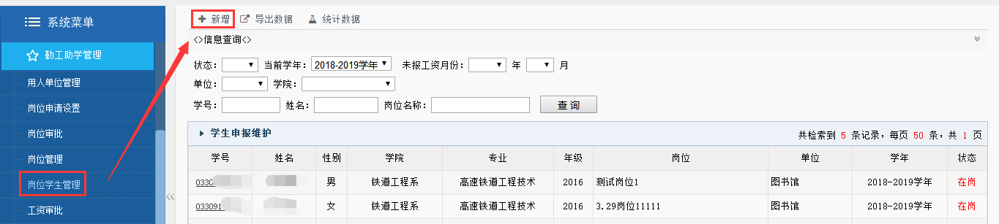 系统菜单
勤工助学管理
用人单位管理
岗位申请设置
岗位审批
岗位管理
岗位学生管理
工资审批
新增 导出数据 统计数据
<>信息查询<>
状态： 当前学年： 2018-2019学年 未报工资月份： 年 月
单位： 学院：
学号： 姓名： 岗位名称： 查 询
学生申报维护 共检索到 5 条记录，每页 50 条，共 1 页
学号 姓名 性别 学院 专业 年级 岗位 单位 学年 状态
0330 男 铁道工程系 高速铁道工程技术 2016 测试岗位1 图书馆 2018-2019学年 在岗
033091 女 铁道工程系 高速铁道工程技术 2016 3.29岗位11111 图书馆 2018-2019学年 在岗